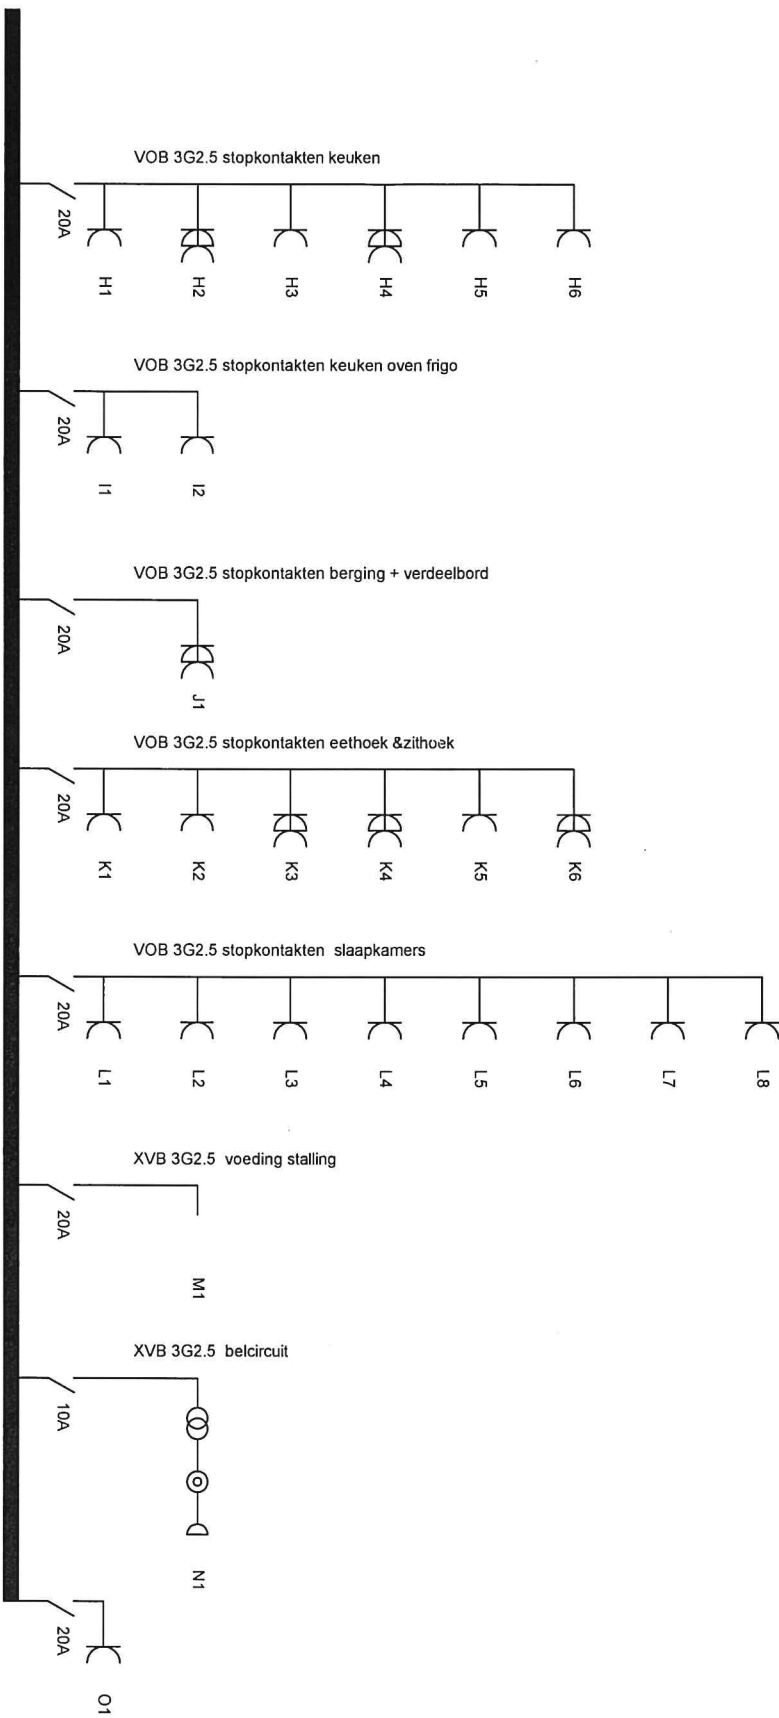 VOB 3G2.5 stopkontakten keuken
20A
H1
H2
H3
H4
H5
H6
VOB 3G2.5 stopkontakten keuken oven frigo
20A
I1
I2
VOB 3G2.5 stopkontakten berging + verdeelbord
20A
J1
VOB 3G2.5 stopkontakten eethoek &zithoek
20A
K1
K2
K3
K4
K5
K6
VOB 3G2.5 stopkontakten slaapkamers
20A
L1
L2
L3
L4
L5
L6
L7
L8
XVB 3G2.5 voeding stalling
20A
M1
XVB 3G2.5 belcircuit
10A
N1
20A
O1